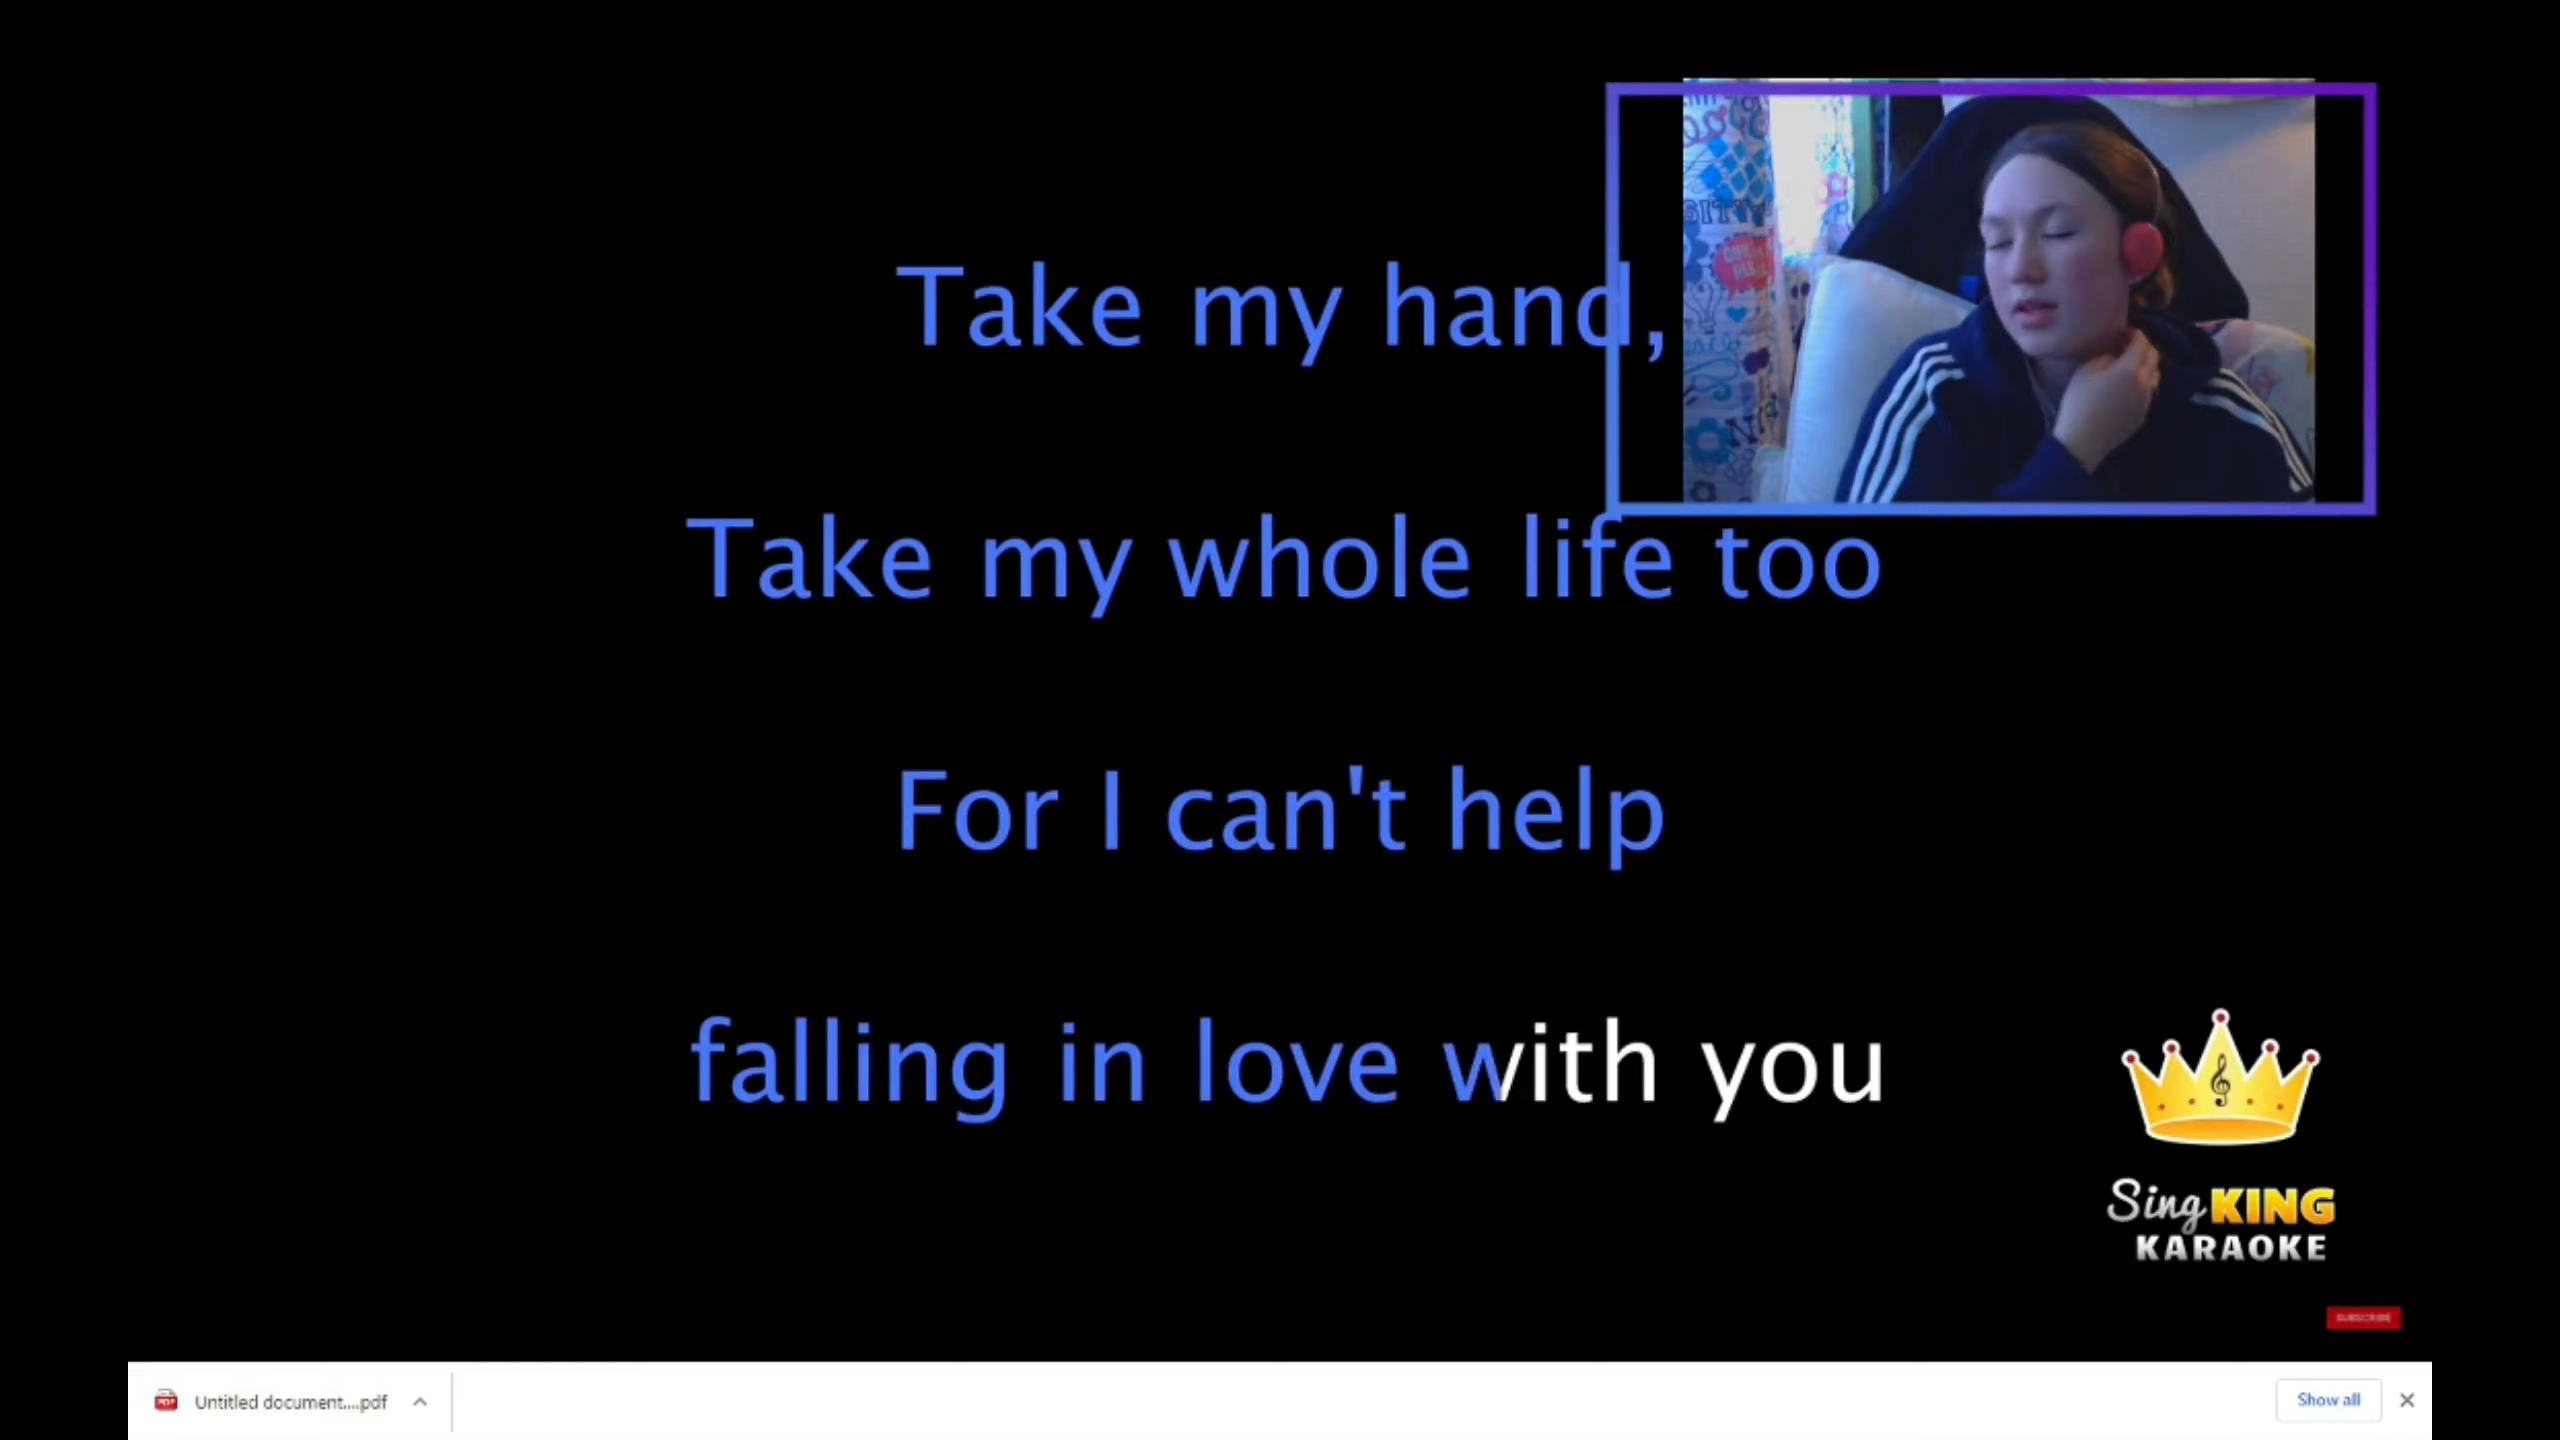 Take my hand,
Take my whole life too
For I can't help
falling in love with you
Sing KING
KARAOKE
SUBSCRIBE
Untitled document....pdf
Show all